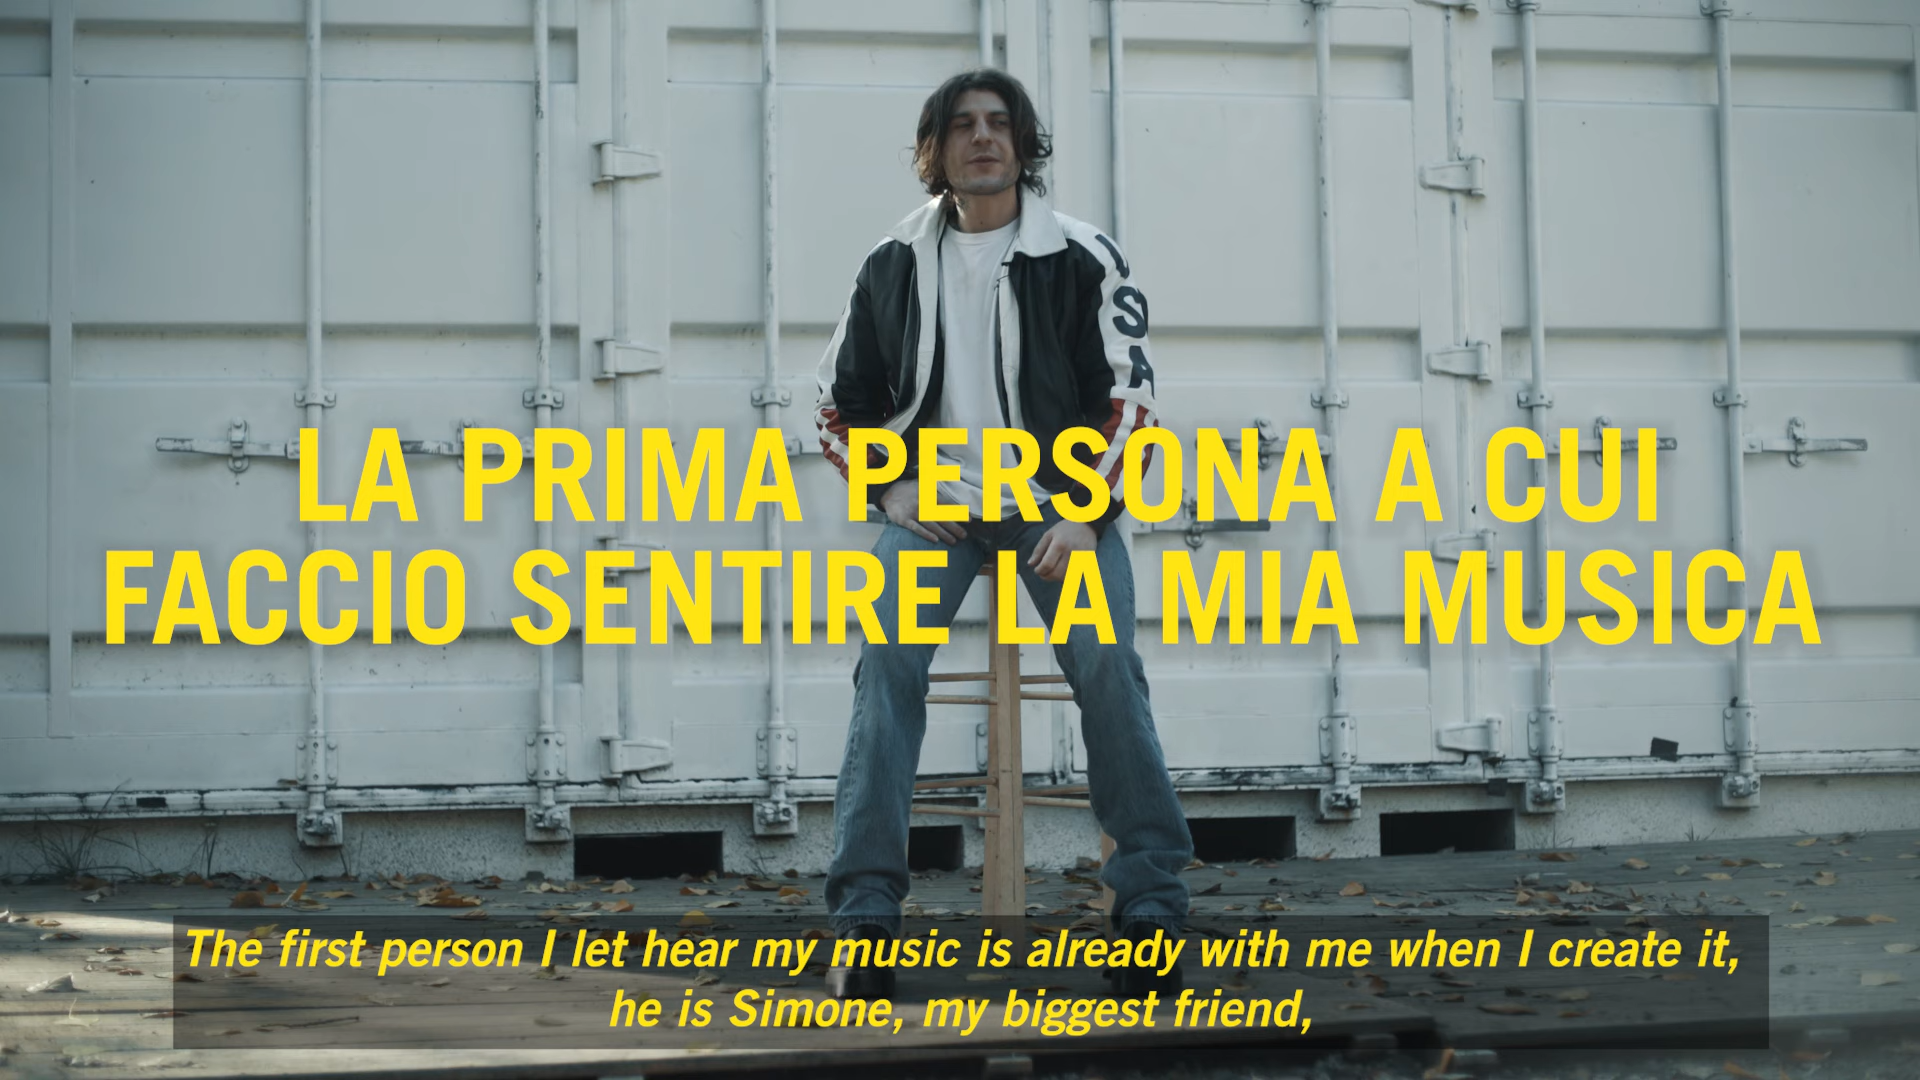 USA
LA PRIMA PERSONA A CUI
FACCIO SENTIRE LA MIA MUSICA
The first person I let hear my music is already with me when I create it,
he is Simone, my biggest friend,